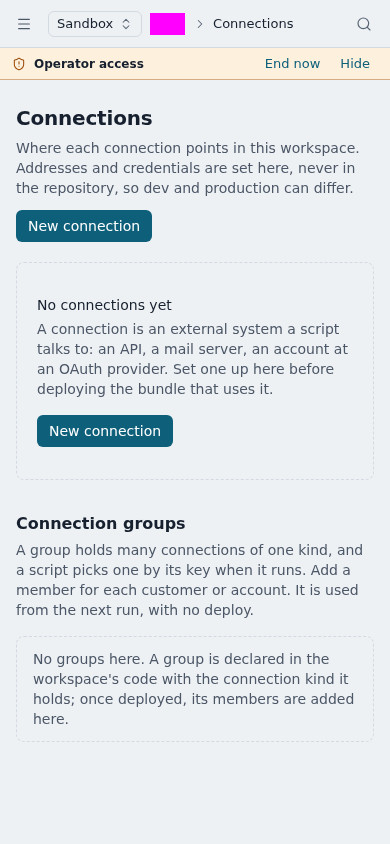 Sandbox
Connections
Operator access
End now
Hide
Connections
Where each connection points in this workspace.
Addresses and credentials are set here, never in
the repository, so dev and production can differ.
New connection
No connections yet
A connection is an external system a script
talks to: an API, a mail server, an account at
an OAuth provider. Set one up here before
deploying the bundle that uses it.
New connection
Connection groups
A group holds many connections of one kind, and
a script picks one by its key when it runs. Add a
member for each customer or account. It is used
from the next run, with no deploy.
No groups here. A group is declared in the
workspace's code with the connection kind it
holds; once deployed, its members are added
here.